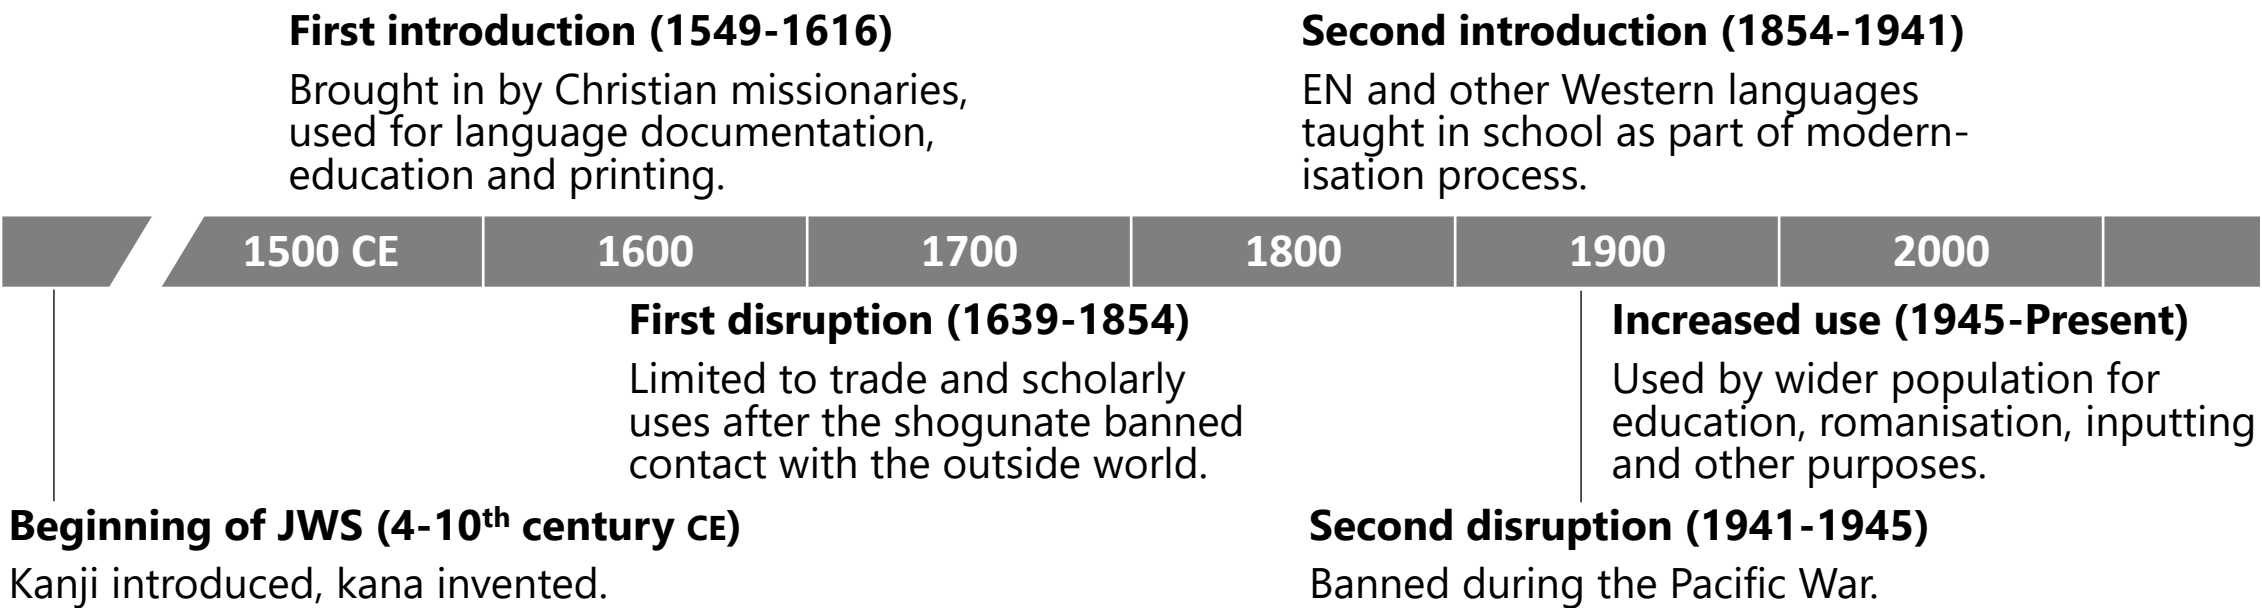 First introduction (1549-1616)
Brought in by Christian missionaries,
used for language documentation,
education and printing.
Second introduction (1854-1941)
EN and other Western languages
taught in school as part of modern-
isation process.
1500 CE 1600 1700 1800 1900 2000
First disruption (1639-1854)
Limited to trade and scholarly
uses after the shogunate banned
contact with the outside world.
Increased use (1945-Present)
Used by wider population for
education, romanisation, inputting
and other purposes.
Beginning of JWS (4-10th century CE)
Kanji introduced, kana invented.
Second disruption (1941-1945)
Banned during the Pacific War.